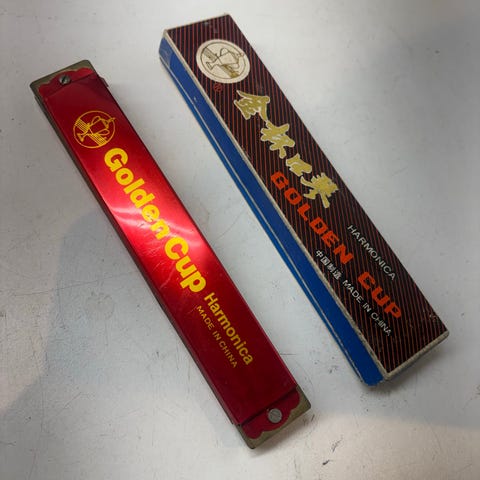 Golden Cup
Harmonica
MADE IN CHINA
®
金杯口琴
GOLDEN CUP
HARMONICA
中国制造 MADE IN CHINA